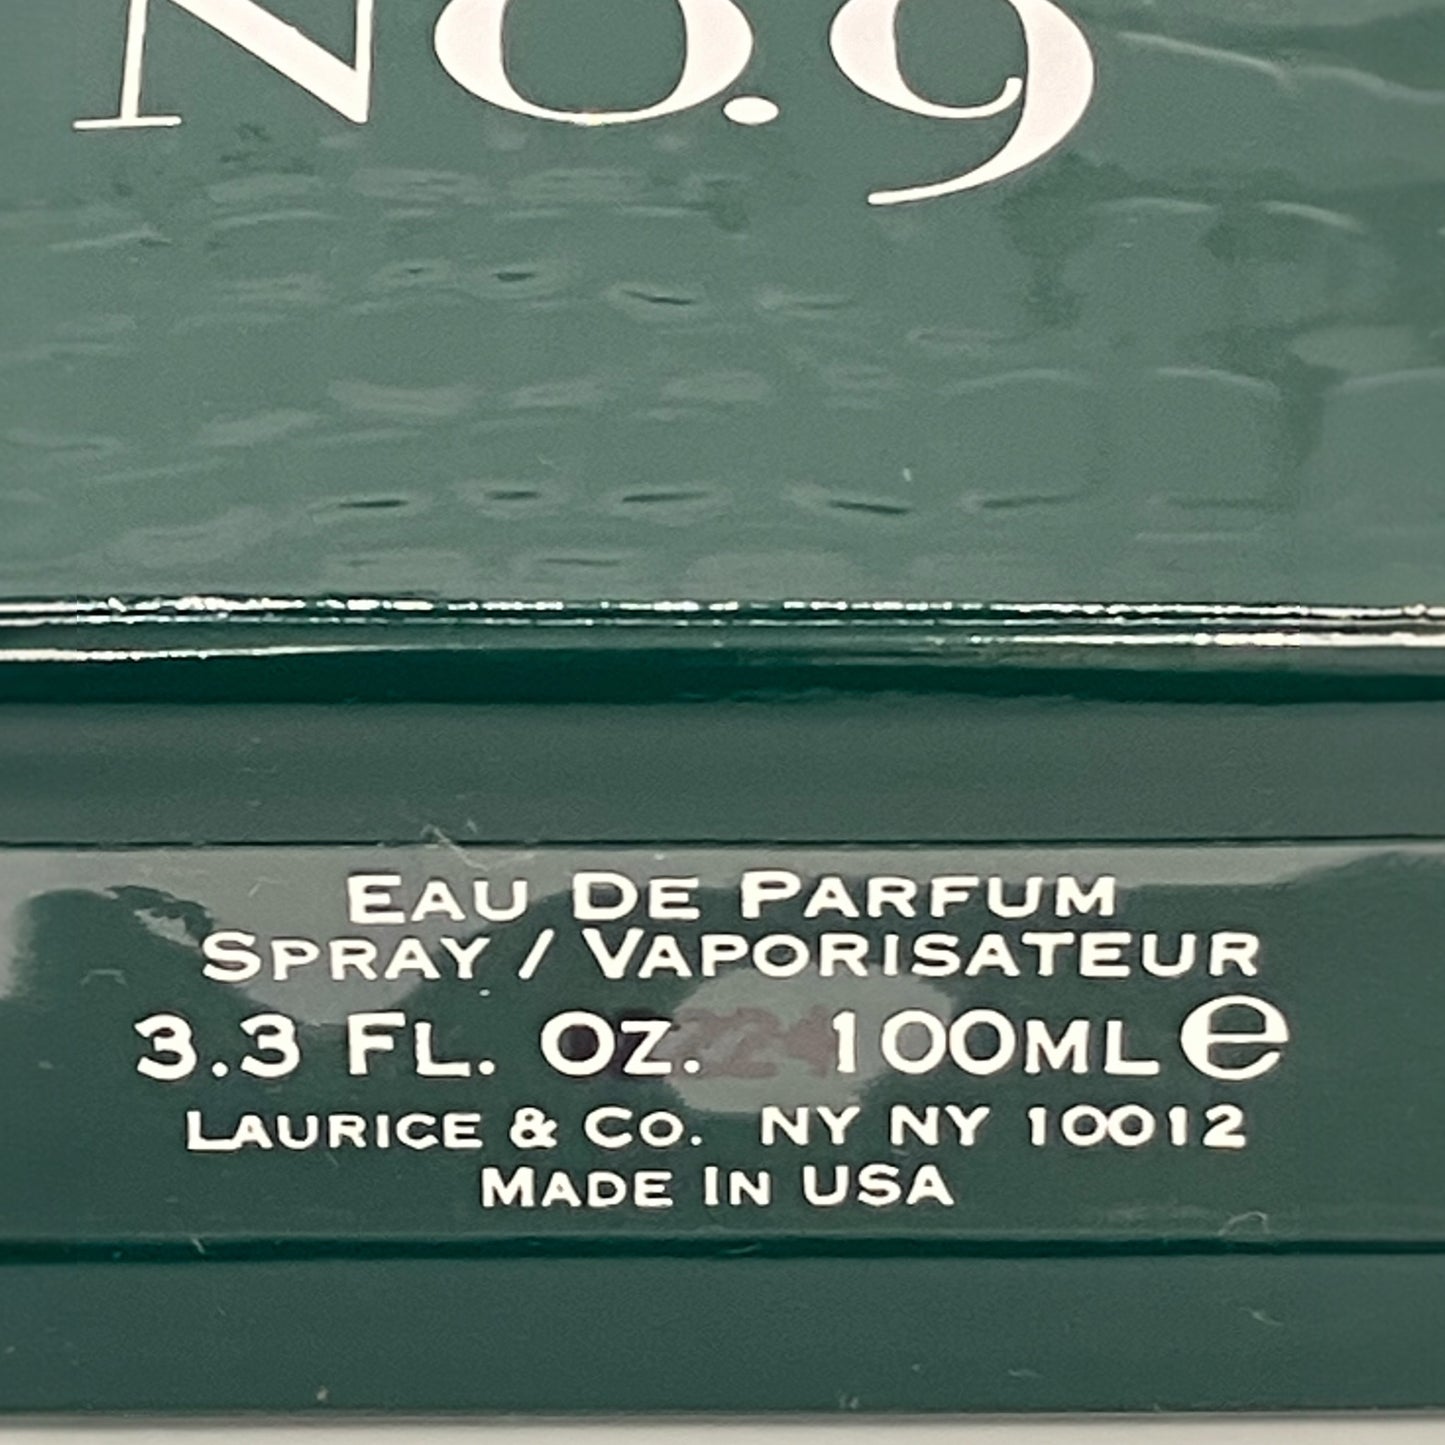 No. 9
EAU DE PARFUM
SPRAY / VAPORISATEUR
3.3 FL. OZ. 100ML e
LAURICE & CO. NY NY 10012
MADE IN USA